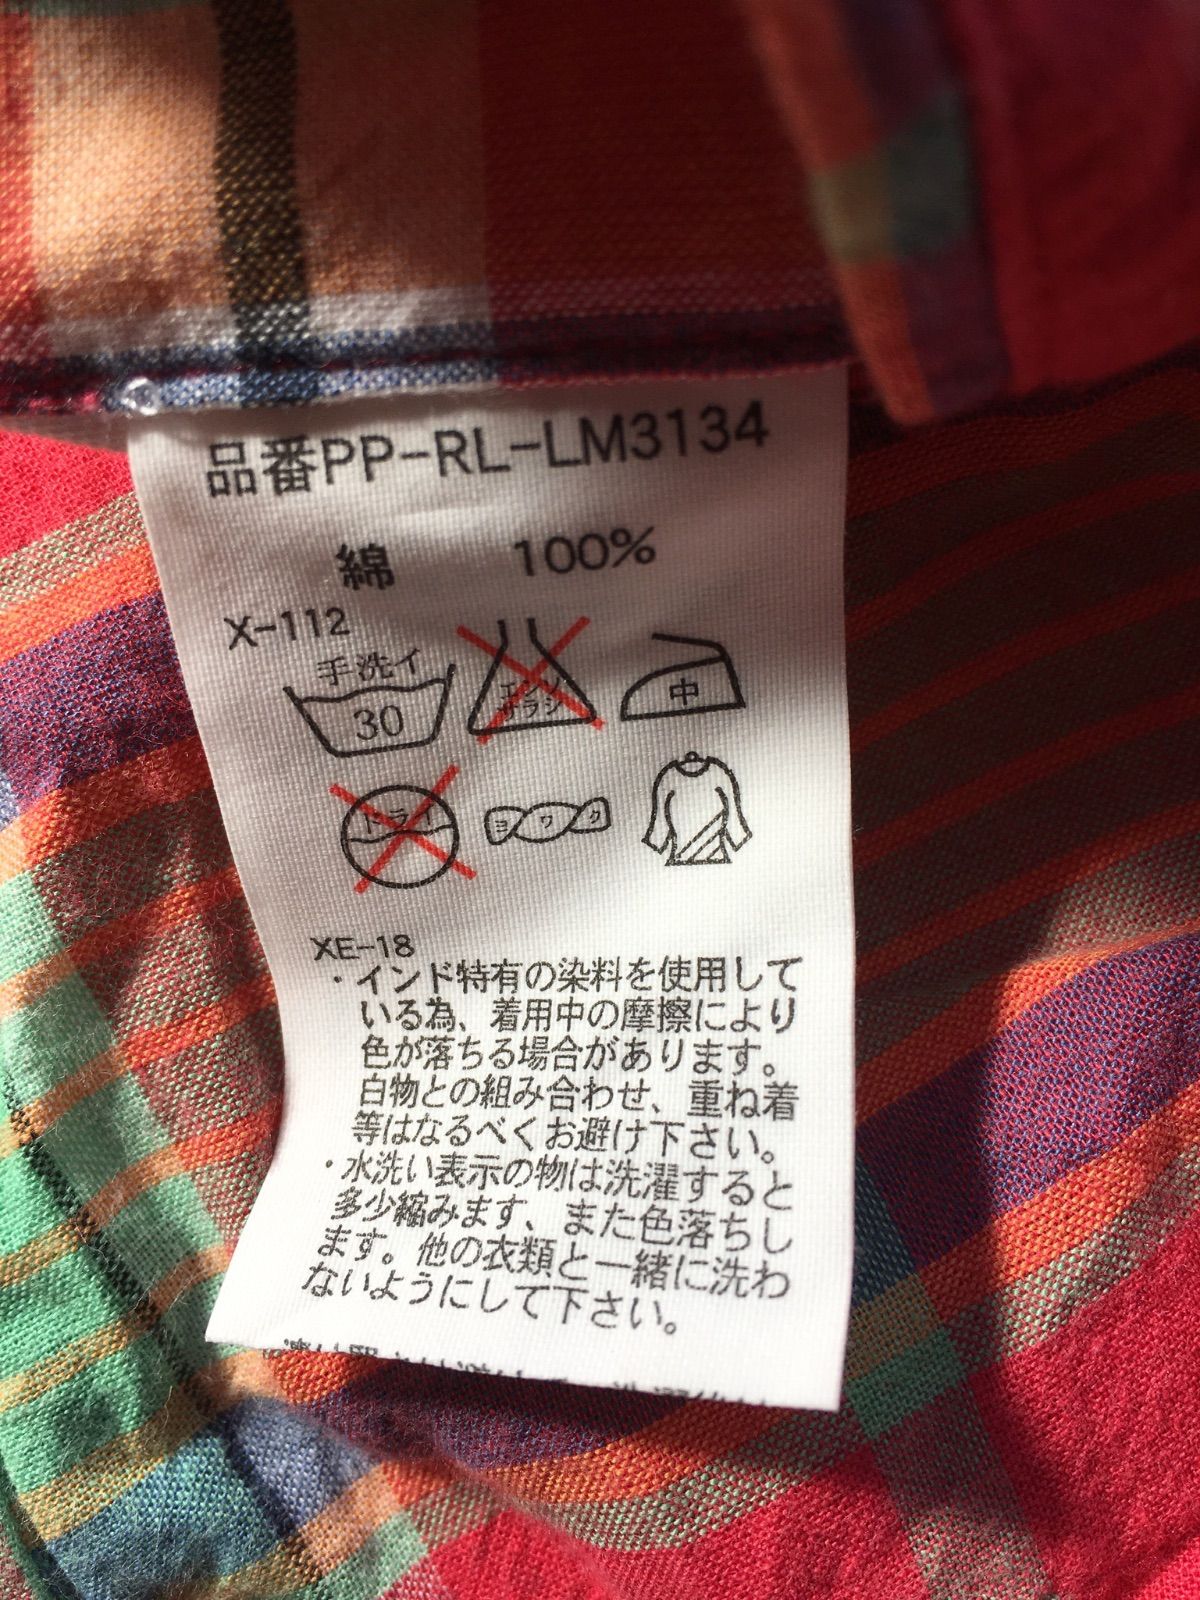 品番PP-RL-LM3134
綿 100%
X-112
手洗イ
30
エンソ
サラシ
中
ドライ
ヨワク
XE-18
・インド特有の染料を使用して
いる為、着用中の摩擦により
色が落ちる場合があります。
白物との組み合わせ、重ね着
等はなるべくお避け下さい。
・水洗い表示の物は洗濯すると
多少縮みます、また色落ちし
ます。他の衣類と一緒に洗わ
ないようにして下さい。